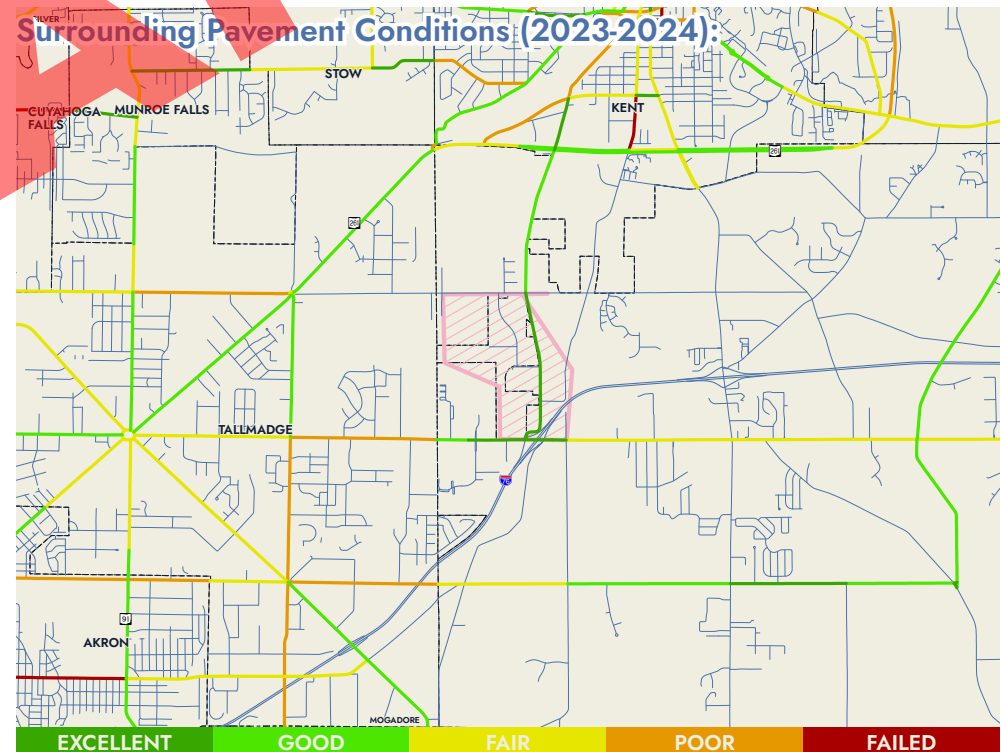 Surrounding Pavement Conditions (2023-2024):
SILVER
STOW
CUYAHOGA
FALLS
MUNROE FALLS
KENT
261
261
TALLMADGE
76
91
AKRON
MOGADORE
EXCELLENT GOOD FAIR POOR FAILED